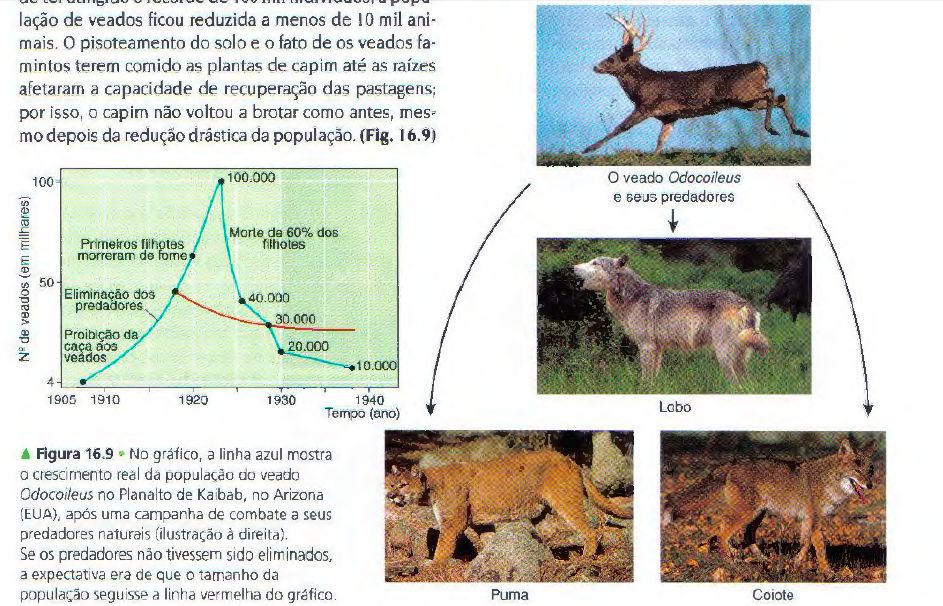 lação de veados ficou reduzida a menos de 10 mil ani-
mais. O pisoteamento do solo e o fato de os veados fa-
mintos terem comido as plantas de capim até as raízes
afetaram a capacidade de recuperação das pastagens;
por isso, o capim não voltou a brotar como antes, mes-
mo depois da redução drástica da população. (Fig. 16.9)
Nº de veados (em milhares)
100
50
4
100.000
Primeiros filhotes
morreram de fome
Morte de 60% dos
filhotes
Eliminação dos
predadores
40.000
30.000
Proibição da
caça aos
veados
20.000
10.000
1905 1910 1920 1930 1940
Tempo (ano)
▲ Figura 16.9 • No gráfico, a linha azul mostra
o crescimento real da população do veado
Odocoileus no Planalto de Kaibab, no Arizona
(EUA), após uma campanha de combate a seus
predadores naturais (ilustração à direita).
Se os predadores não tivessem sido eliminados,
a expectativa era de que o tamanho da
população seguisse a linha vermelha do gráfico.
O veado Odocoileus
e seus predadores
Lobo
Puma
Coiote